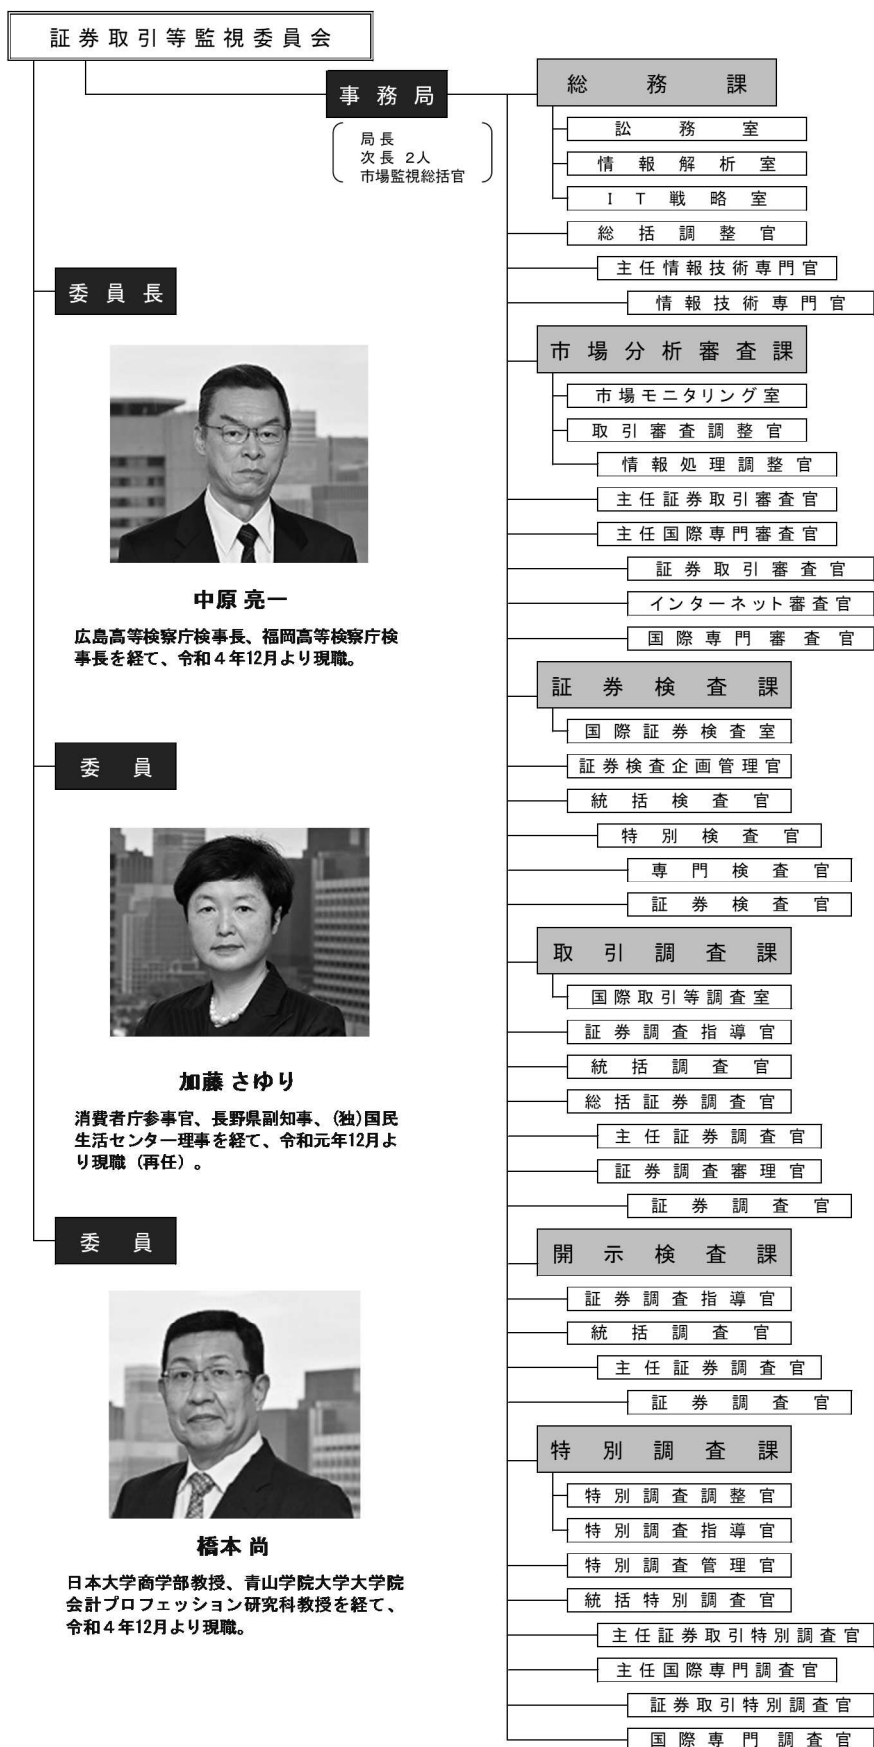 証券取引等監視委員会
事務局
局長
次長 2人
市場監視総括官
委員長
中原 亮一
広島高等検察庁検事長、福岡高等検察庁検
事長を経て、令和4年12月より現職。
委員
加藤 さゆり
消費者庁参事官、長野県副知事、(独)国民
生活センター理事を経て、令和元年12月よ
り現職（再任）。
委員
橋本 尚
日本大学商学部教授、青山学院大学大学院
会計プロフェッション研究科教授を経て、
令和4年12月より現職。
総務課
訟務室
情報解析室
IT戦略室
総括調整官
主任情報技術専門官
情報技術専門官
市場分析審査課
市場モニタリング室
取引審査調整官
情報処理調整官
主任証券取引審査官
主任国際専門審査官
証券取引審査官
インターネット審査官
国際専門審査官
証券検査課
国際証券検査室
証券検査企画管理官
統括検査官
特別検査官
専門検査官
証券検査官
取引調査課
国際取引等調査室
証券調査指導官
統括調査官
総括証券調査官
主任証券調査官
証券調査審理官
証券調査官
開示検査課
証券調査指導官
統括調査官
主任証券調査官
証券調査官
特別調査課
特別調査調整官
特別調査指導官
特別調査管理官
統括特別調査官
主任証券取引特別調査官
主任国際専門調査官
証券取引特別調査官
国際専門調査官